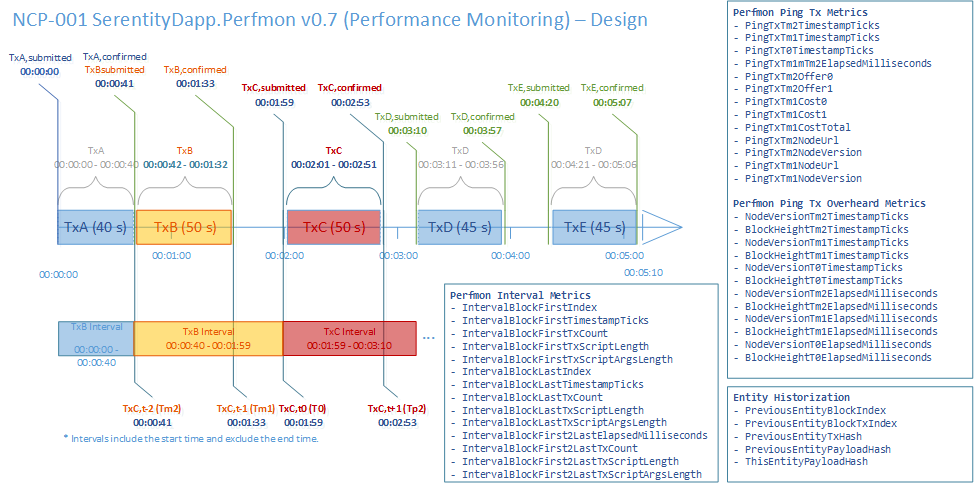 NCP-001 SerentityDapp.Perfmon v0.7 (Performance Monitoring) – Design
TxA,submitted
00:00:00
TxA,confirmed
TxBsubmitted
00:00:41
TxB,confirmed
00:01:33
TxC,submitted
00:01:59
TxC,confirmed
00:02:53
TxD,submitted
00:03:10
TxD,confirmed
00:03:57
TxE,submitted
00:04:20
TxE,confirmed
00:05:07
TxA
00:00:00 - 00:00:40
TxB
00:00:42 - 00:01:32
TxC
00:02:01 - 00:02:51
TxD
00:03:11 - 00:03:56
TxD
00:04:21 - 00:05:06
TxA (40 s)
TxB (50 s)
TxC (50 s)
TxD (45 s)
TxE (45 s)
00:01:00
00:02:00
00:03:00
00:04:00
00:05:00
00:00:00
00:05:10
TxB Interval
00:00:00 -
00:00:40
TxB Interval
00:00:40 - 00:01:59
TxC Interval
00:01:59 - 00:03:10
...
TxC,t-2 (Tm2)
00:00:41
TxC,t-1 (Tm1)
00:01:33
TxC,t0 (T0)
00:01:59
TxC,t+1 (Tp2)
00:02:53
* Intervals include the start time and exclude the end time.
Perfmon Interval Metrics
- IntervalBlockFirstIndex
- IntervalBlockFirstTimestampTicks
- IntervalBlockFirstTxCount
- IntervalBlockFirstTxScriptLength
- IntervalBlockFirstTxScriptArgsLength
- IntervalBlockLastIndex
- IntervalBlockLastTimestampTicks
- IntervalBlockLastTxCount
- IntervalBlockLastTxScriptLength
- IntervalBlockLastTxScriptArgsLength
- IntervalBlockFirst2LastElapsedMilliseconds
- IntervalBlockFirst2LastTxCount
- IntervalBlockFirst2LastTxScriptLength
- IntervalBlockFirst2LastTxScriptArgsLength
Perfmon Ping Tx Metrics
- PingTxTm2TimestampTicks
- PingTxTm1TimestampTicks
- PingTxT0TimestampTicks
- PingTxTm1mTm2ElapsedMilliseconds
- PingTxTm2Offer0
- PingTxTm2Offer1
- PingTxTm1Cost0
- PingTxTm1Cost1
- PingTxTm1CostTotal
- PingTxTm2NodeUrl
- PingTxTm2NodeVersion
- PingTxTm1NodeUrl
- PingTxTm1NodeVersion
Perfmon Ping Tx Overheard Metrics
- NodeVersionTm2TimestampTicks
- BlockHeightTm2TimestampTicks
- NodeVersionTm1TimestampTicks
- BlockHeightTm1TimestampTicks
- NodeVersionT0TimestampTicks
- BlockHeightT0TimestampTicks
- NodeVersionTm2ElapsedMilliseconds
- BlockHeightTm2ElapsedMilliseconds
- NodeVersionTm1ElapsedMilliseconds
- BlockHeightTm1ElapsedMilliseconds
- NodeVersionT0ElapsedMilliseconds
- BlockHeightT0ElapsedMilliseconds
Entity Historization
- PreviousEntityBlockIndex
- PreviousEntityBlockTxIndex
- PreviousEntityTxHash
- PreviousEntityPayloadHash
- ThisEntityPayloadHash